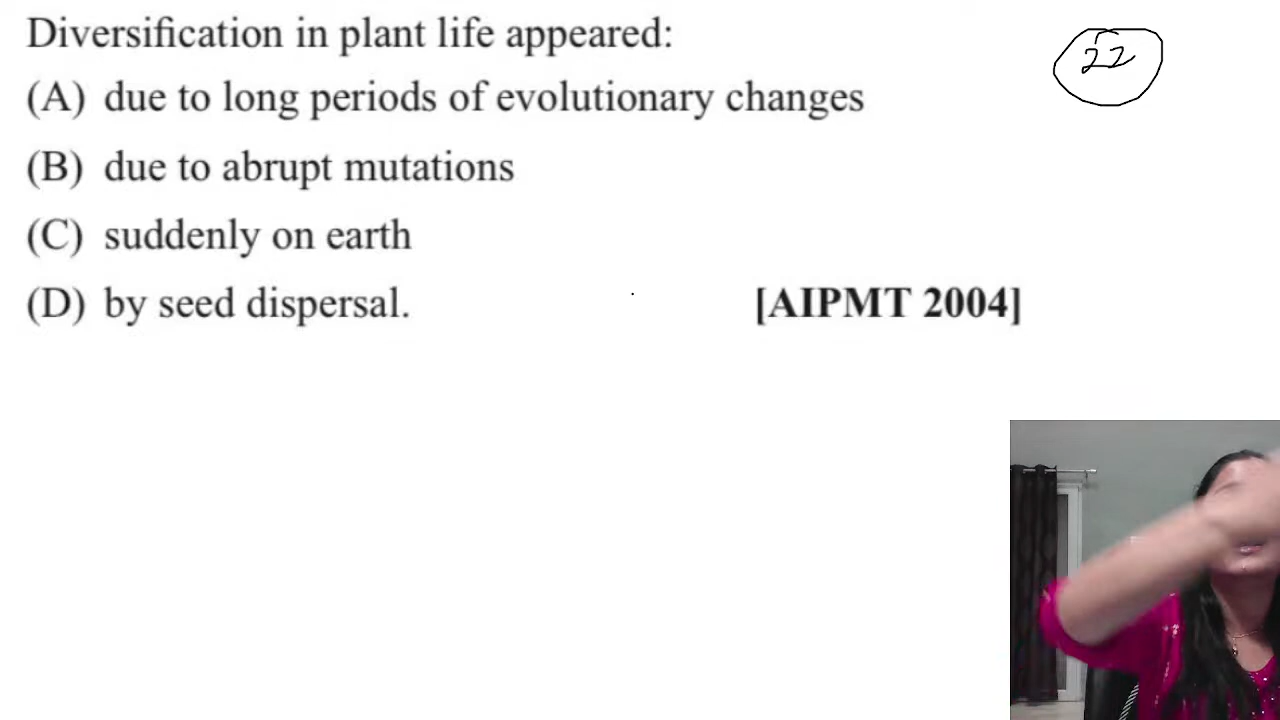 Diversification in plant life appeared:
22
(A) due to long periods of evolutionary changes
(B) due to abrupt mutations
(C) suddenly on earth
(D) by seed dispersal. [AIPMT 2004]